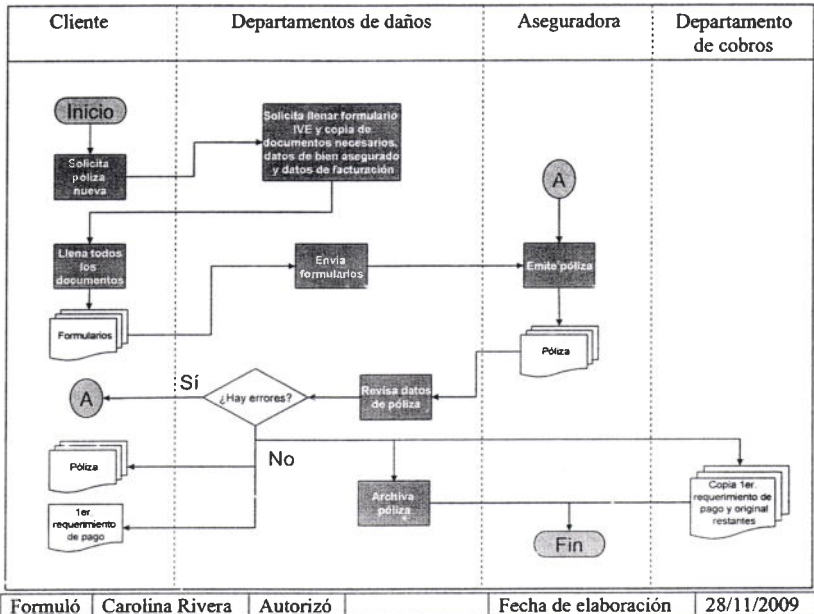 Cliente
Departamentos de daños
Aseguradora
Departamento
de cobros
Inicio
Solicita llenar formulario
IVE y copia de
documentos necesarios,
datos de bien asegurado
y datos de facturación
Solicita
póliza
nueva
A
Llena todos
los
documentos
Envia
formularios
Emite póliza
Formularios
Póliza
Sí
A
¿Hay errores?
Revisa datos
de póliza
No
Póliza
1er.
requerimiento
de pago
Archiva
póliza
Copia 1er.
requerimiento de
pago y original
restantes
Fin
Formuló
Carolina Rivera
Autorizó
Fecha de elaboración
28/11/2009